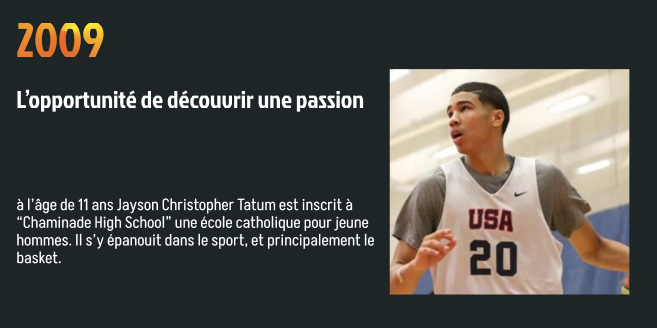 2009
L'opportunité de découvrir une passion
à l'âge de 11 ans Jayson Christopher Tatum est inscrit à
"Chaminade High School" une école catholique pour jeune
hommes. Il s'y épanouit dans le sport, et principalement le
basket.
USA
20